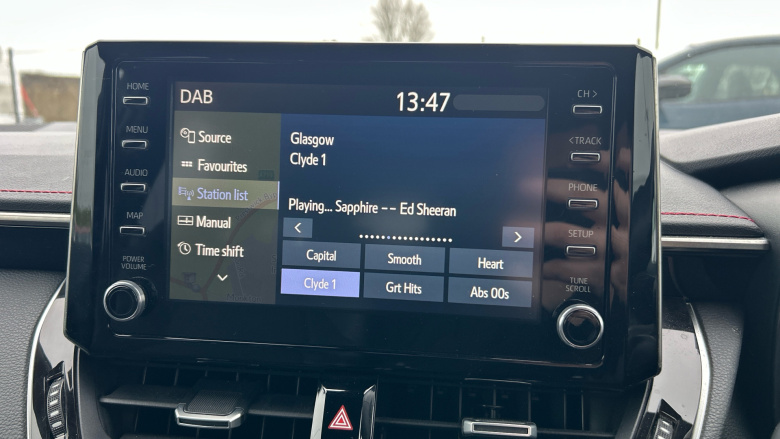 DAB
13:47
HOME
MENU
AUDIO
MAP
POWER
VOLUME
Source
Favourites
Station list
Manual
Time shift
Glasgow
Clyde 1
Playing... Sapphire -- Ed Sheeran
<
>
Capital
Smooth
Heart
Clyde 1
Grt Hits
Abs 00s
CH >
< TRACK
PHONE
SETUP
TUNE
SCROLL